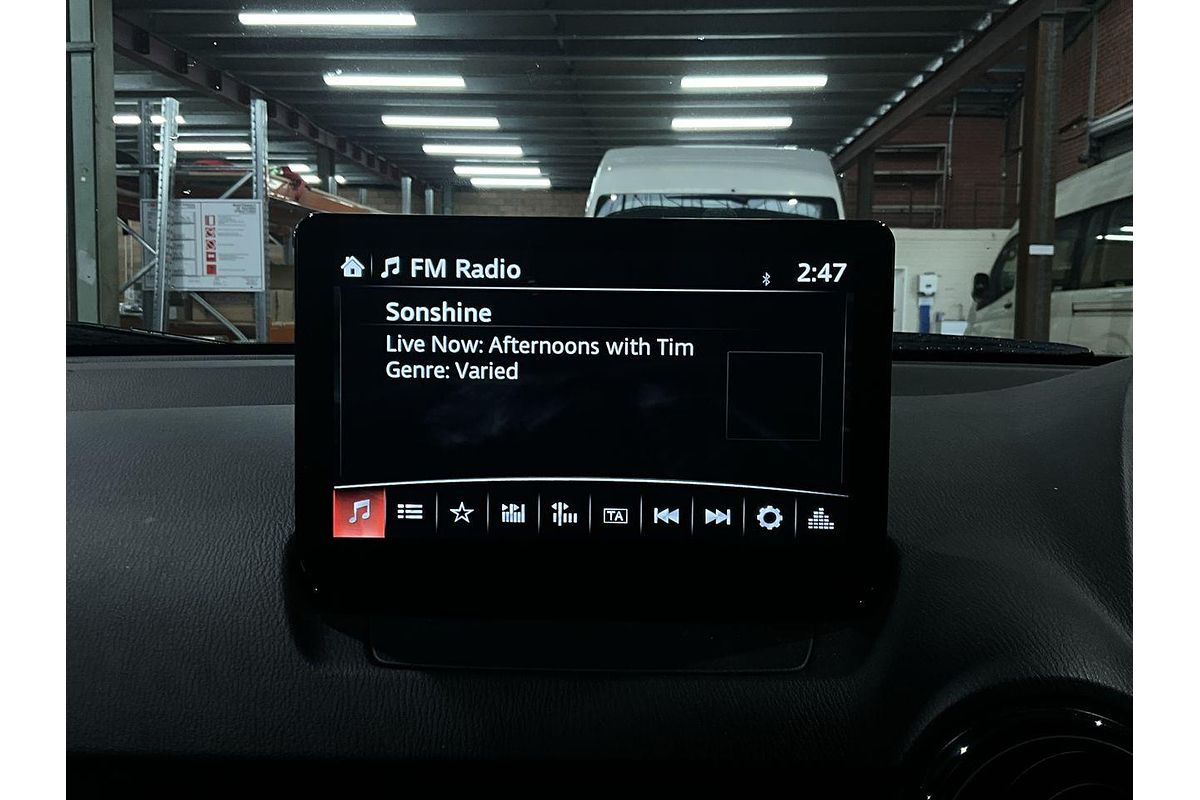 FM Radio
2:47
Sonshine
Live Now: Afternoons with Tim
Genre: Varied
TA